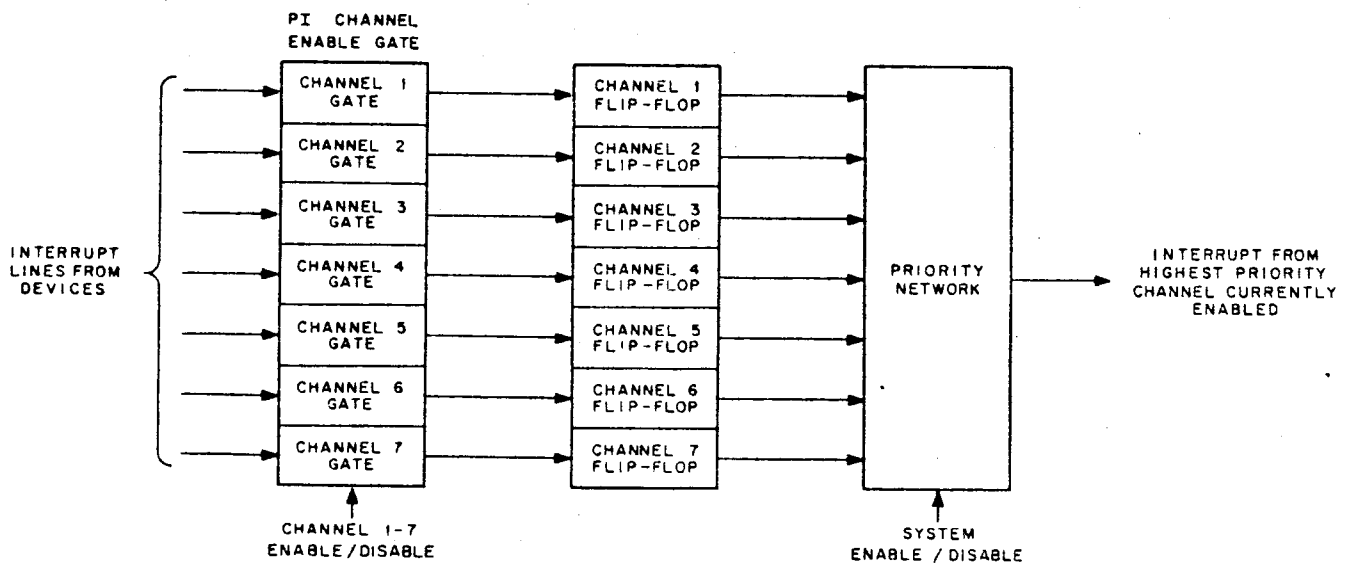 PI CHANNEL
ENABLE GATE
INTERRUPT
LINES FROM
DEVICES
CHANNEL 1
GATE
CHANNEL 2
GATE
CHANNEL 3
GATE
CHANNEL 4
GATE
CHANNEL 5
GATE
CHANNEL 6
GATE
CHANNEL 7
GATE
CHANNEL 1-7
ENABLE/DISABLE
CHANNEL 1
FLIP-FLOP
CHANNEL 2
FLIP-FLOP
CHANNEL 3
FLIP-FLOP
CHANNEL 4
FLIP-FLOP
CHANNEL 5
FLIP-FLOP
CHANNEL 6
FLIP-FLOP
CHANNEL 7
FLIP-FLOP
PRIORITY
NETWORK
SYSTEM
ENABLE / DISABLE
INTERRUPT FROM
HIGHEST PRIORITY
CHANNEL CURRENTLY
ENABLED